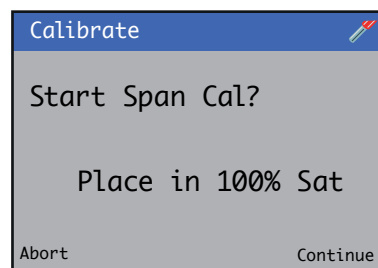 Calibrate
Start Span Cal?
Place in 100% Sat
Abort Continue